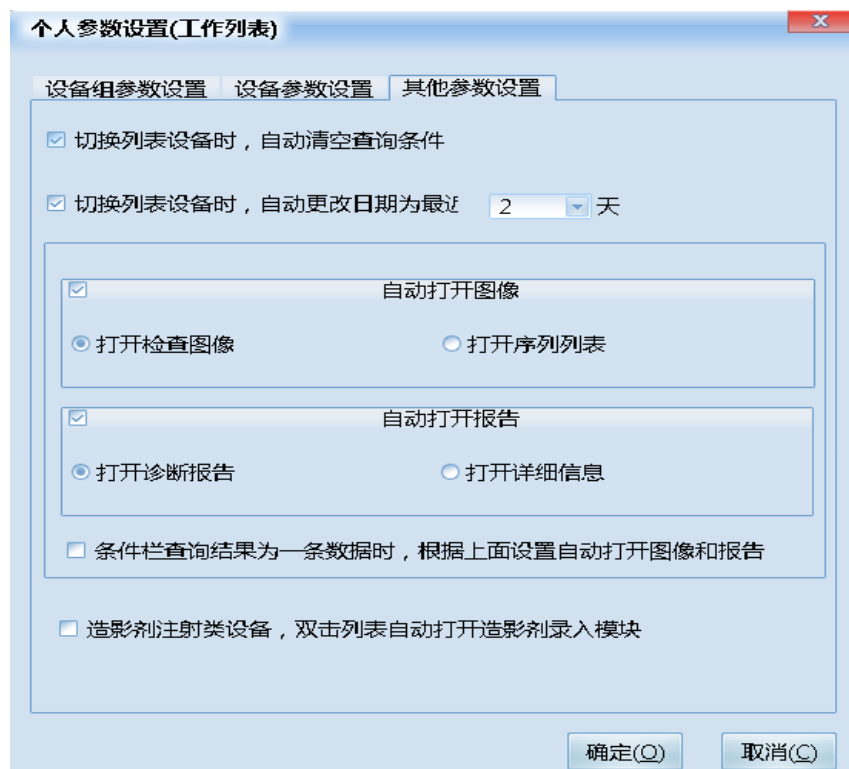 个人参数设置(工作列表)
设备组参数设置 设备参数设置 其他参数设置
切换列表设备时，自动清空查询条件
切换列表设备时，自动更改日期为最近 2 天
自动打开图像
打开检查图像 打开序列列表
自动打开报告
打开诊断报告 打开详细信息
条件栏查询结果为一条数据时，根据上面设置自动打开图像和报告
造影剂注射类设备，双击列表自动打开造影剂录入模块
确定(O) 取消(C)